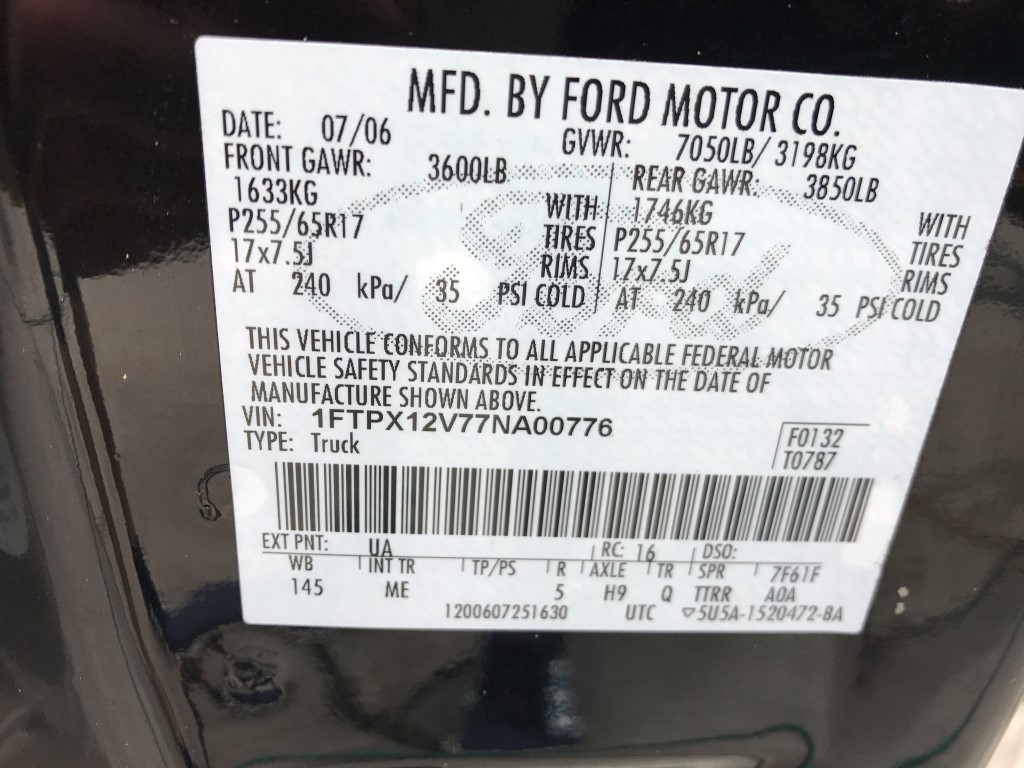 MFD. BY FORD MOTOR CO.
DATE: 07/06 GVWR: 7050LB/ 3198KG
FRONT GAWR: 3600LB REAR GAWR: 3850LB
1633KG WITH 1746KG WITH
P255/65R17 TIRES P255/65R17 TIRES
17x7.5J RIMS 17x7.5J RIMS
AT 240 kPa/ 35 PSI COLD AT 240 kPa/ 35 PSI COLD
THIS VEHICLE CONFORMS TO ALL APPLICABLE FEDERAL MOTOR
VEHICLE SAFETY STANDARDS IN EFFECT ON THE DATE OF
MANUFACTURE SHOWN ABOVE.
VIN: 1FTPX12V77NA00776
TYPE: Truck
F0132
T0787
EXT PNT: UA RC: 16 DSO:
WB INT TR TP/PS R AXLE TR SPR 7F61F
145 ME 5 H9 Q TTRR A0A
1200607251630 UTC ▽5U5A-1520472-BA
Ford